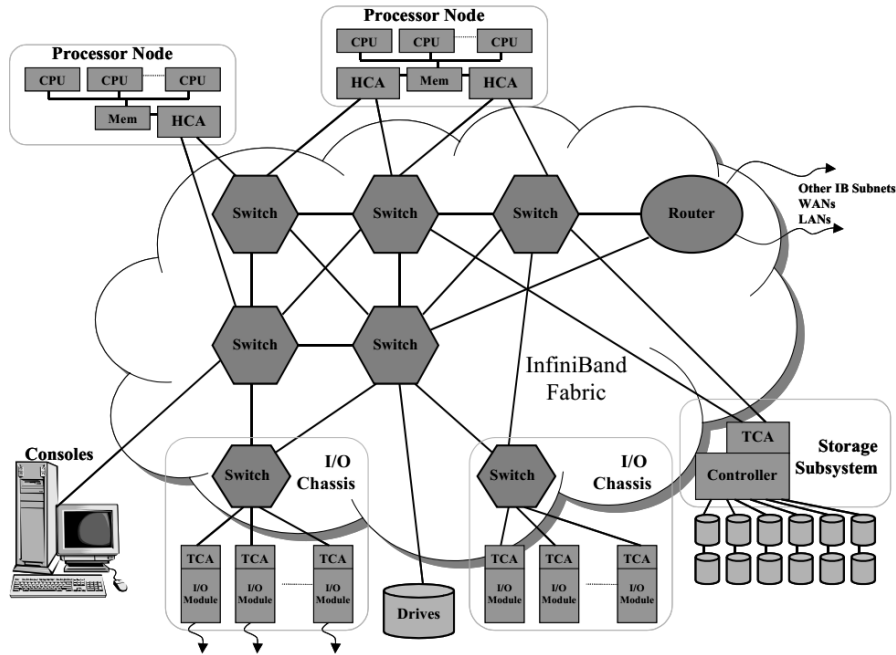 Processor Node
CPU CPU CPU
Mem
HCA
Processor Node
CPU CPU CPU
HCA
Mem
HCA
Switch
Switch
Switch
Router
Other IB Subnets
WANs
LANs
Switch
Switch
InfiniBand
Fabric
Consoles
Switch
I/O
Chassis
TCA
I/O
Module
TCA
I/O
Module
TCA
I/O
Module
Drives
Switch
I/O
Chassis
TCA
I/O
Module
TCA
I/O
Module
TCA
I/O
Module
TCA
Controller
Storage
Subsystem